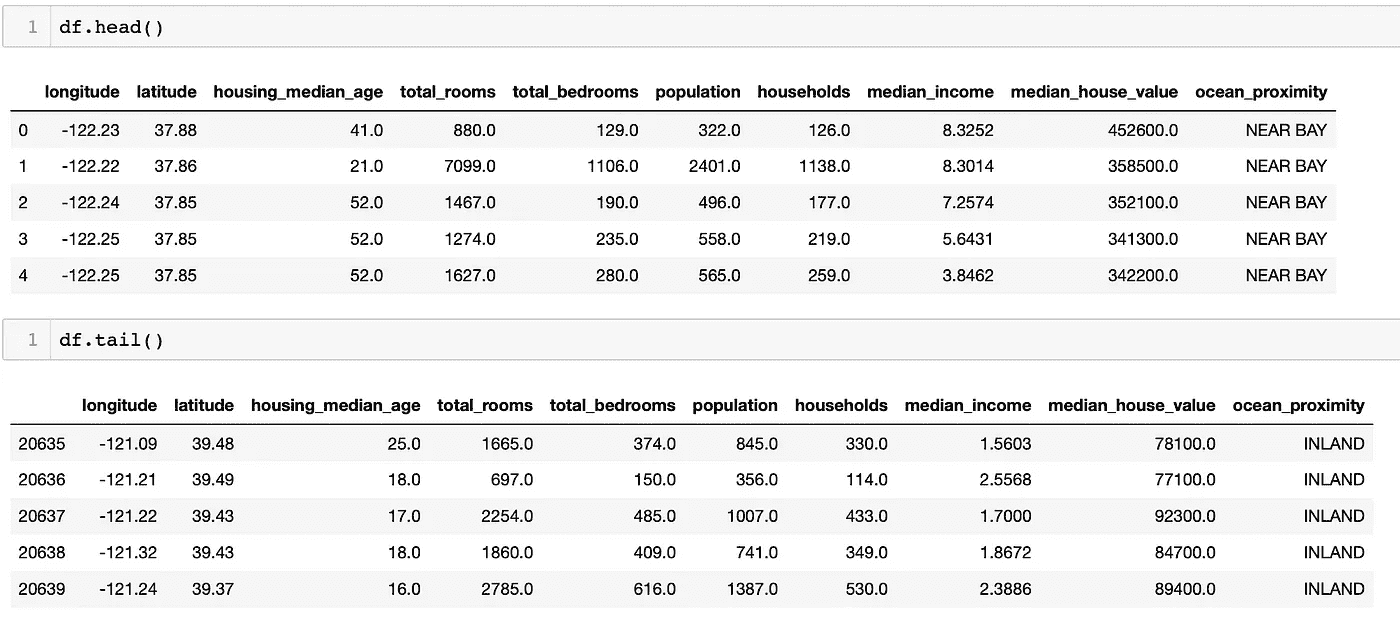 1 df.head()
longitude latitude housing_median_age total_rooms total_bedrooms population households median_income median_house_value ocean_proximity
0 -122.23 37.88 41.0 880.0 129.0 322.0 126.0 8.3252 452600.0 NEAR BAY
1 -122.22 37.86 21.0 7099.0 1106.0 2401.0 1138.0 8.3014 358500.0 NEAR BAY
2 -122.24 37.85 52.0 1467.0 190.0 496.0 177.0 7.2574 352100.0 NEAR BAY
3 -122.25 37.85 52.0 1274.0 235.0 558.0 219.0 5.6431 341300.0 NEAR BAY
4 -122.25 37.85 52.0 1627.0 280.0 565.0 259.0 3.8462 342200.0 NEAR BAY
1 df.tail()
longitude latitude housing_median_age total_rooms total_bedrooms population households median_income median_house_value ocean_proximity
20635 -121.09 39.48 25.0 1665.0 374.0 845.0 330.0 1.5603 78100.0 INLAND
20636 -121.21 39.49 18.0 697.0 150.0 356.0 114.0 2.5568 77100.0 INLAND
20637 -121.22 39.43 17.0 2254.0 485.0 1007.0 433.0 1.7000 92300.0 INLAND
20638 -121.32 39.43 18.0 1860.0 409.0 741.0 349.0 1.8672 84700.0 INLAND
20639 -121.24 39.37 16.0 2785.0 616.0 1387.0 530.0 2.3886 89400.0 INLAND